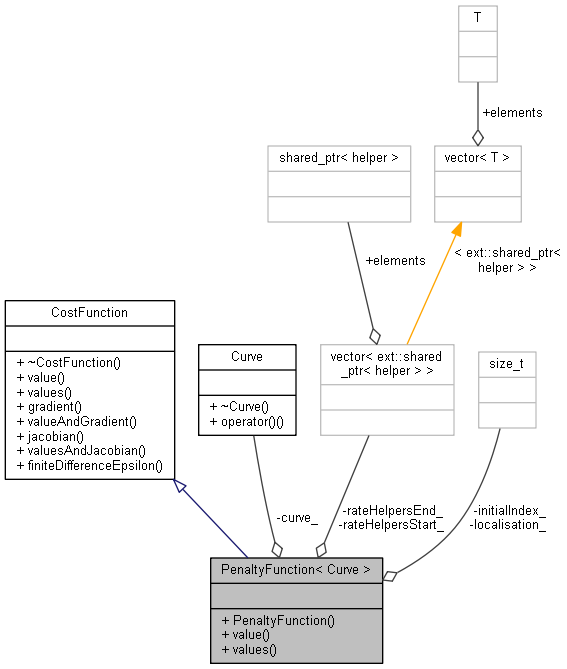 T
+elements
shared_ptr< helper >
vector< T >
+elements
< ext::shared_ptr<
helper > >
CostFunction
+ ~CostFunction()
+ value()
+ values()
+ gradient()
+ valueAndGradient()
+ jacobian()
+ valuesAndJacobian()
+ finiteDifferenceEpsilon()
Curve
+ ~Curve()
+ operator()()
vector< ext::shared
_ptr< helper > >
size_t
-curve_
-rateHelpersEnd_
-rateHelpersStart_
-initialIndex_
-localisation_
PenaltyFunction< Curve >
+ PenaltyFunction()
+ value()
+ values()